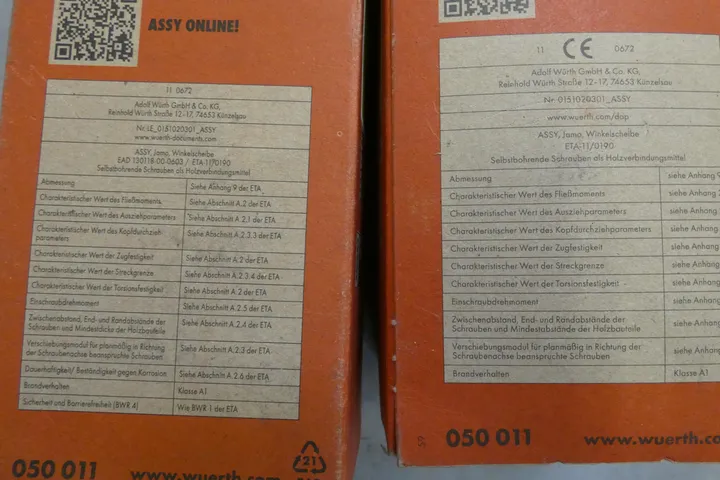 ASSY ONLINE!
11 0672
Adolf Würth GmbH & Co. KG,
Reinhold Würth Straße 12–17, 74653 Künzelsau
Nr. LE_0151020301_ASSY
www.wuerth-documents.com
ASSY, Jamo, Winkelscheibe
EAD 130118-00-0603 / ETA-11/0190
Selbstbohrende Schrauben als Holzverbindungsmittel
Abmessung Siehe Anhang 9 der ETA
Charakteristischer Wert des Fließmoments Siehe Abschnitt A.2 der ETA
Charakteristischer Wert des Ausziehparameters Siehe Abschnitt A.2.1 der ETA
Charakteristischer Wert des Kopfdurchzieh-
parameters Siehe Abschnitt A.2.3.3 der ETA
Charakteristischer Wert der Zugfestigkeit Siehe Abschnitt A.2 der ETA
Charakteristischer Wert der Streckgrenze Siehe Abschnitt A.2.3.4 der ETA
Charakteristischer Wert der Torsionsfestigkeit Siehe Abschnitt A.2 der ETA
Einschraubdrehmoment Siehe Abschnitt A.2.5 der ETA
Zwischenabstand, End- und Randabstände der
Schrauben und Mindestdicke der Holzbauteile Siehe Abschnitt A.2.4 der ETA
Verschiebungsmodul für planmäßig in Richtung
der Schraubenachse beanspruchte Schrauben Siehe Abschnitt A.2.3 der ETA
Dauerhaftigkeit/ Beständigkeit gegen Korrosion Siehe Abschnitt A.2.6 der ETA
Brandverhalten Klasse A1
Sicherheit und Barrierefreiheit (BWR 4) Wie BWR 1 der ETA
050 011 www.wuerth.com
21
11 CE 0672
Adolf Würth GmbH & Co. KG,
Reinhold Würth Straße 12–17, 74653 Künzelsau
Nr. 0151020301_ASSY
www.wuerth.com/dop
ASSY, Jamo, Winkelscheibe
ETA-11/0190
Selbstbohrende Schrauben als Holzverbindungsmittel
Abmessung siehe Anhang
Charakteristischer Wert des Fließmoments siehe Anhang
Charakteristischer Wert des Ausziehparameters siehe Anhang
Charakteristischer Wert des Kopfdurchziehparameters siehe Anhang
Charakteristischer Wert der Zugfestigkeit siehe Anhang
Charakteristischer Wert der Streckgrenze siehe Anhang
Charakteristischer Wert des Torsionsfestigkeit siehe Anhang
Einschraubdrehmoment siehe Anhang
Zwischenabstand, End- und Randabstände der
Schrauben und Mindestabstände der Holzbauteile siehe Anhang
Verschiebungsmodul für planmäßig in Richtung der
Schraubenachse beanspruchte Schrauben siehe Anhang
Brandverhalten Klasse A1
050 011 www.wuerth.co